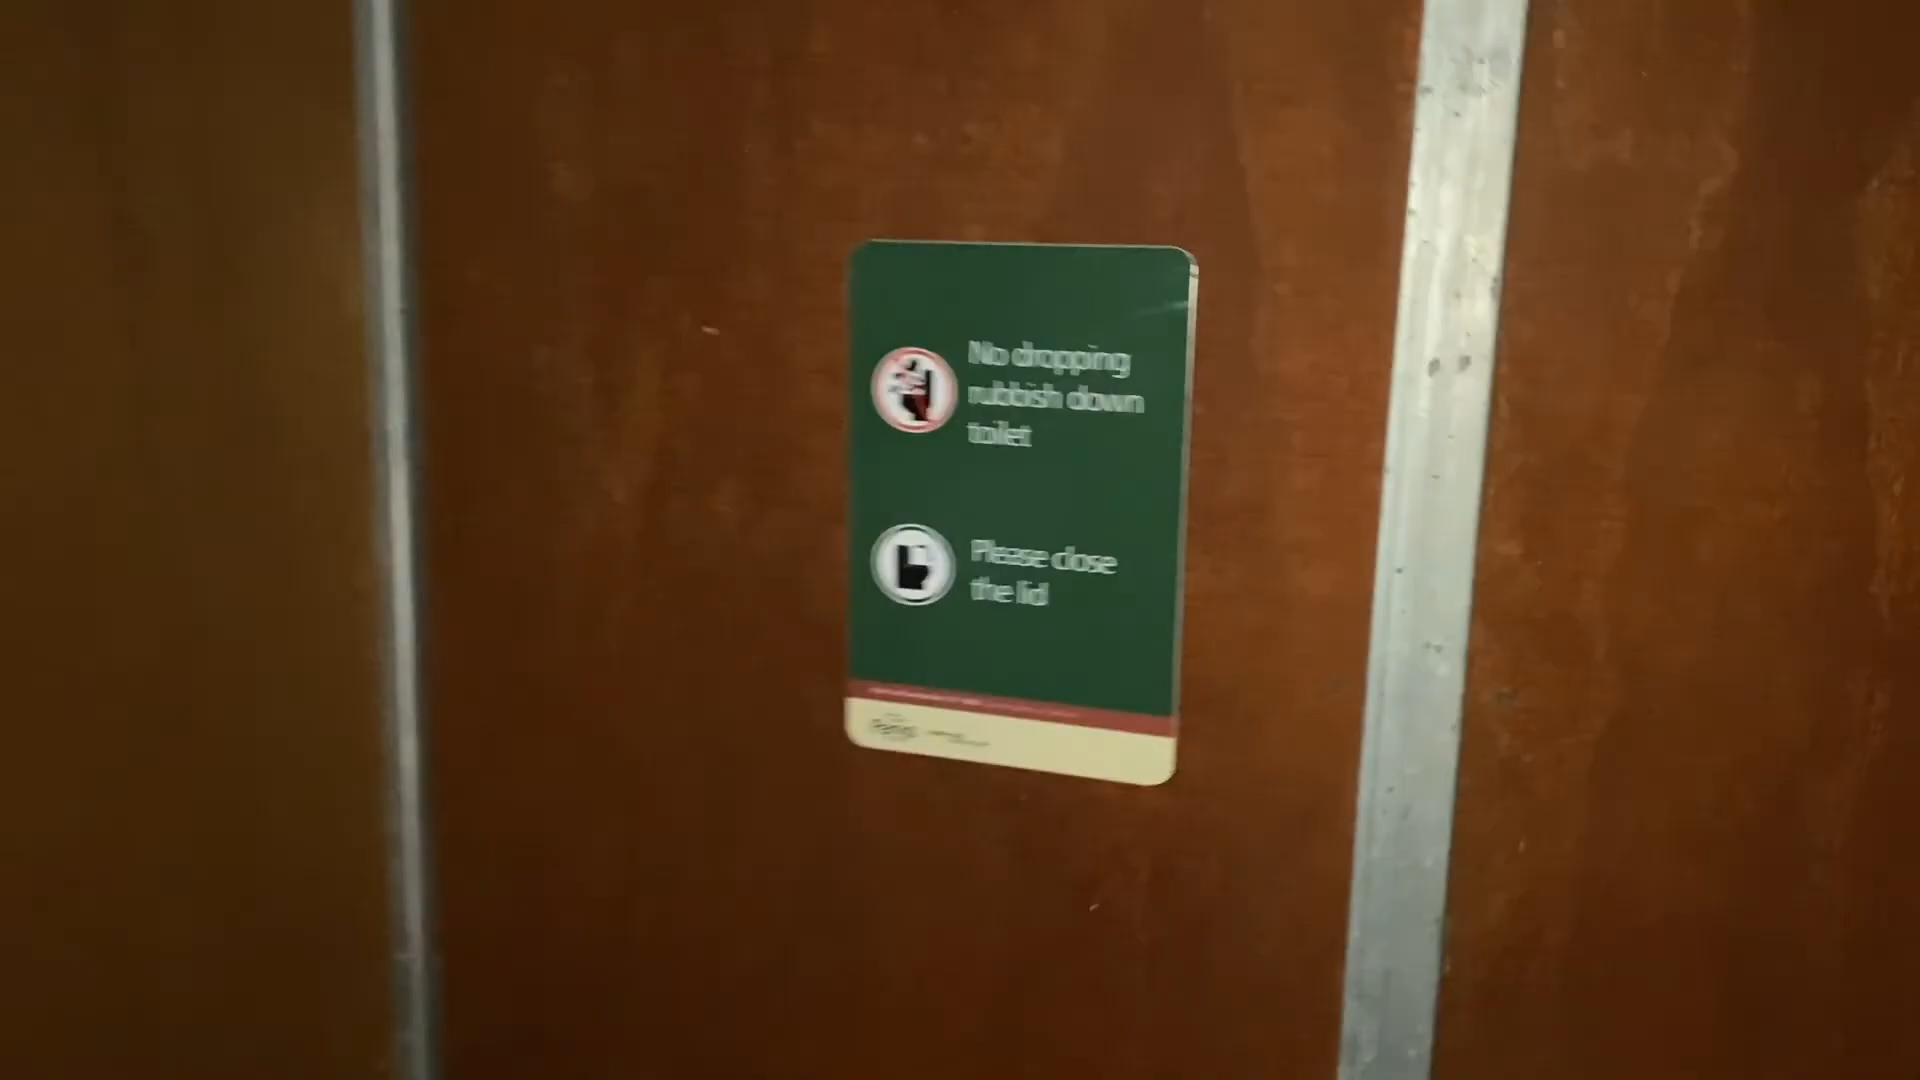 No dropping
rubbish down
toilet
Please close
the lid